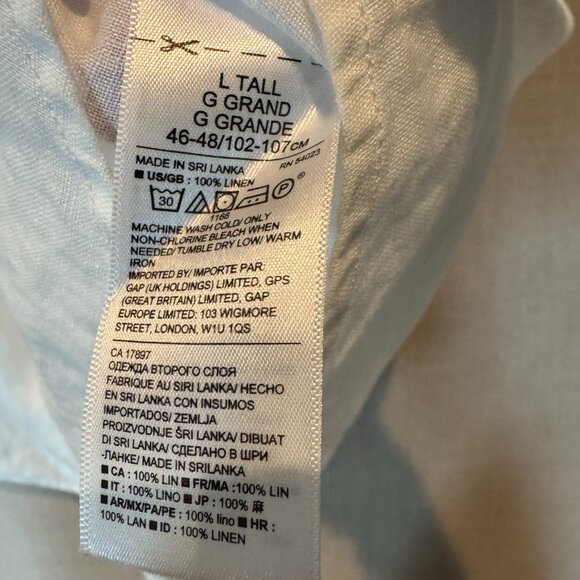 L TALL
G GRAND
G GRANDE
46-48/102-107CM
MADE IN SRI LANKA RN 54023
■ US/GB : 100% LINEN
30 P
1166
MACHINE WASH COLD/ ONLY
NON-CHLORINE BLEACH WHEN
NEEDED/ TUMBLE DRY LOW/ WARM
IRON
IMPORTED BY/ IMPORTE PAR:
GAP (UK HOLDINGS) LIMITED, GPS
(GREAT BRITAIN) LIMITED, GAP
EUROPE LIMITED: 103 WIGMORE
STREET, LONDON, W1U 1QS
CA 17897
ОДЕЖДА ВТОРОГО СЛОЯ
FABRIQUE AU SIRI LANKA/ HECHO
EN SRI LANKA CON INSUMOS
IMPORTADOS/ ZEMLJA
PROIZVODNJE ŠRI LANKA/ DIBUAT
DI SRI LANKA/ СДЕЛАНО В ШРИ
-ЛАНКЕ/ MADE IN SRILANKA
■ CA : 100% LIN ■ FR/MA : 100% LIN
■ IT : 100% LINO ■ JP : 100% 麻
■ AR/MX/PA/PE : 100% lino ■ HR :
100% LAN ■ ID : 100% LINEN